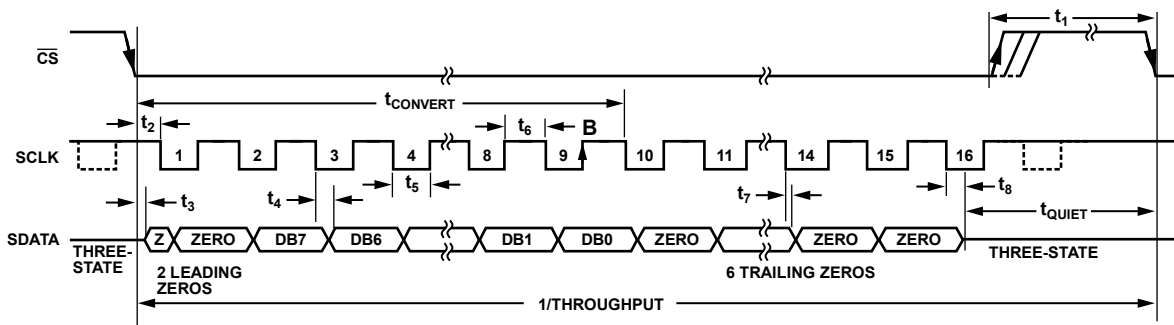 t1
CS
tCONVERT
t2
t6
B
SCLK
1 2 3 4 8 9 10 11 14 15 16
t3
t4
t5
t7
t8
tQUIET
SDATA
Z ZERO DB7 DB6 DB1 DB0 ZERO ZERO ZERO
THREE-
STATE
THREE-STATE
2 LEADING
ZEROS
6 TRAILING ZEROS
1/THROUGHPUT